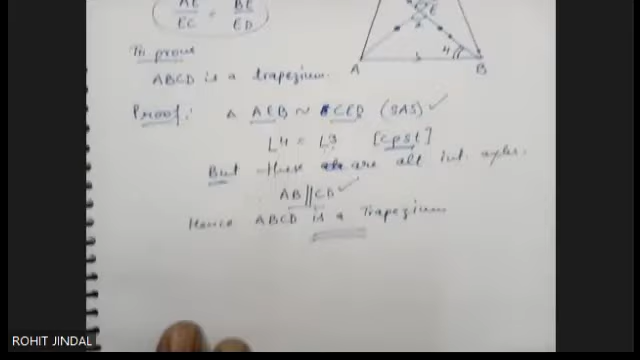 AE/EC = BE/ED
E
To prove
A
4
B
ABCD is a trapezium.
Proof: Δ AEB ~ CED (SAS) ✓
∠4 = ∠3 [cpst]
But these are alt int. angles.
AB || CD ✓
Hence ABCD is a Trapezium
ROHIT JINDAL